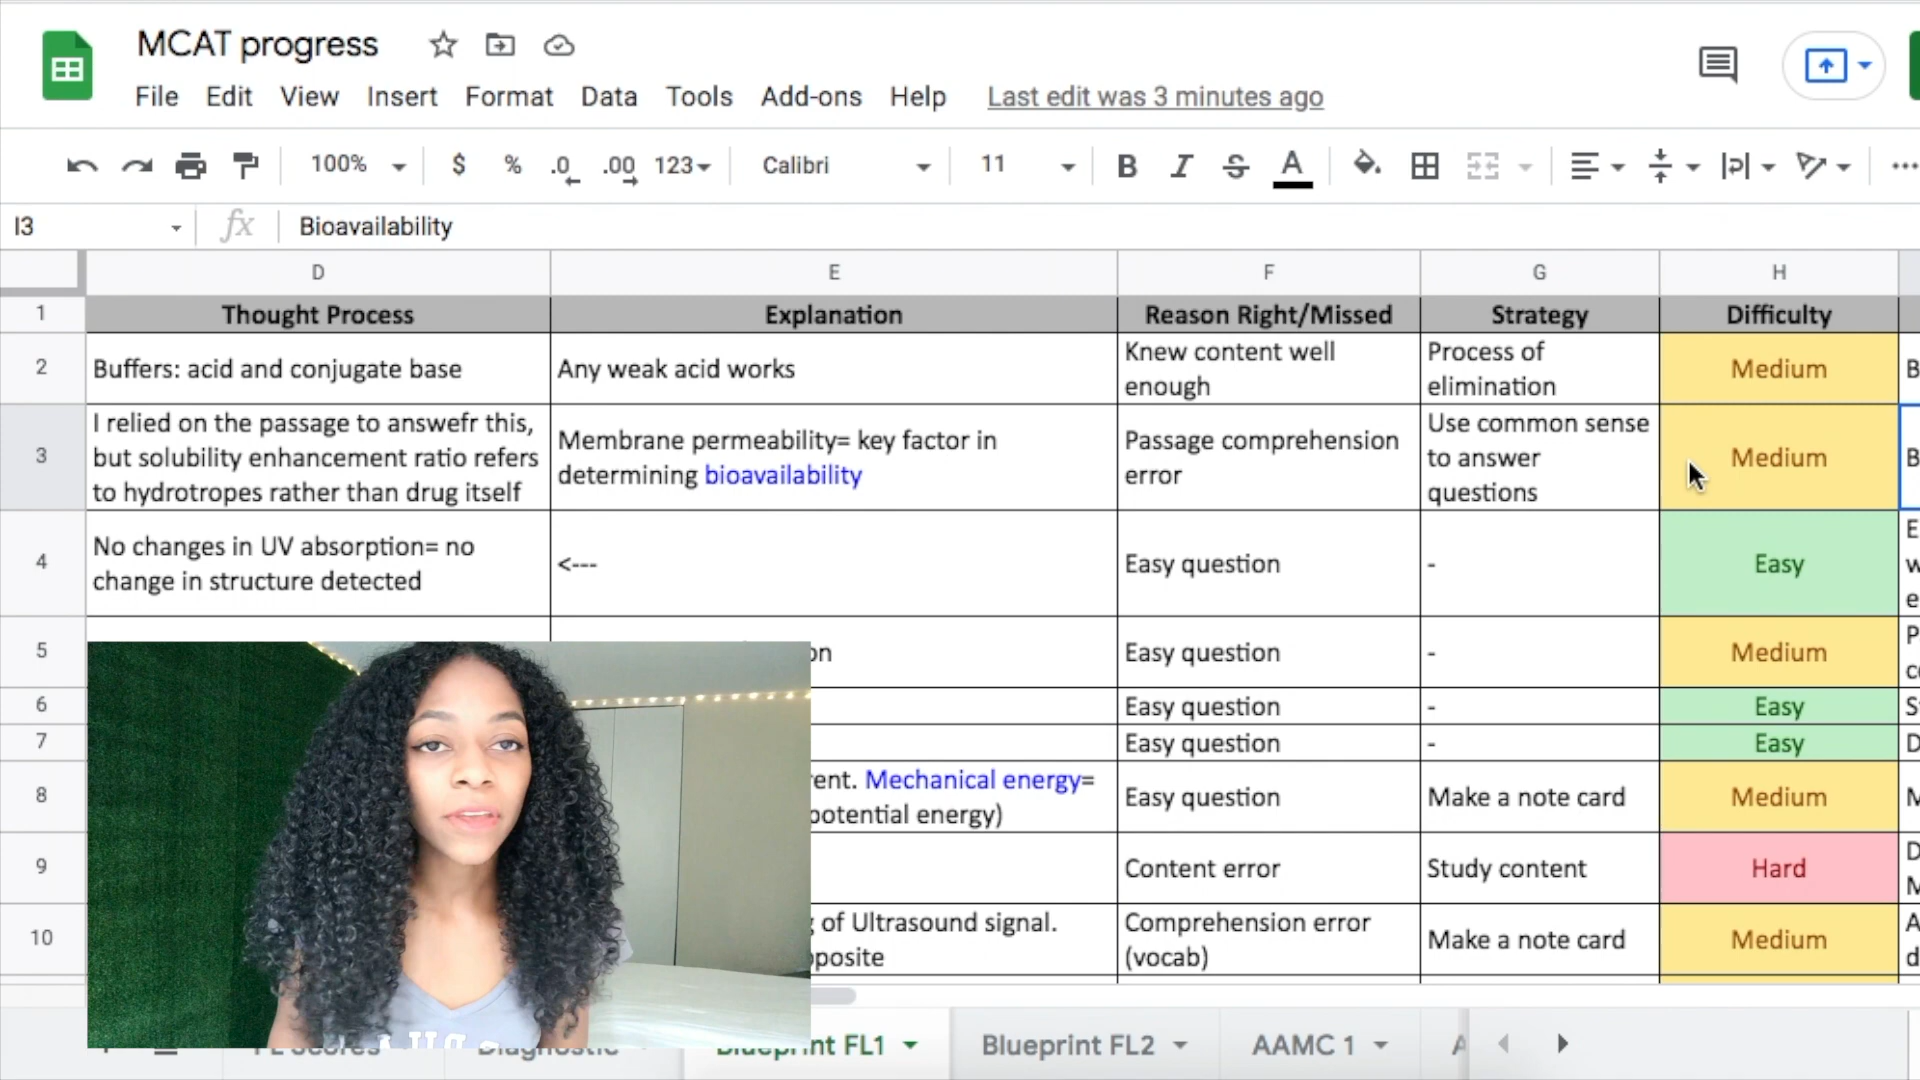 MCAT progress
File Edit View Insert Format Data Tools Add-ons Help Last edit was 3 minutes ago
100% $ % .0 .00 123 Calibri 11 B I S A
I3 fx Bioavailability
D E F G H
1 Thought Process Explanation Reason Right/Missed Strategy Difficulty
2 Buffers: acid and conjugate base Any weak acid works Knew content well
enough Process of
elimination Medium B
3 I relied on the passage to answefr this,
but solubility enhancement ratio refers
to hydrotropes rather than drug itself
Membrane permeability= key factor in
determining bioavailability
Passage comprehension
error
Use common sense
to answer
questions
Medium B
4 No changes in UV absorption= no
change in structure detected
<--- Easy question - Easy
5 on Easy question - Medium
6 Easy question - Easy
7 Easy question - Easy
8 ent. Mechanical energy=
potential energy)
Easy question Make a note card Medium
9 Content error Study content Hard
10 of Ultrasound signal.
pposite
Comprehension error
(vocab)
Make a note card Medium
FL1 Blueprint FL2 AAMC 1